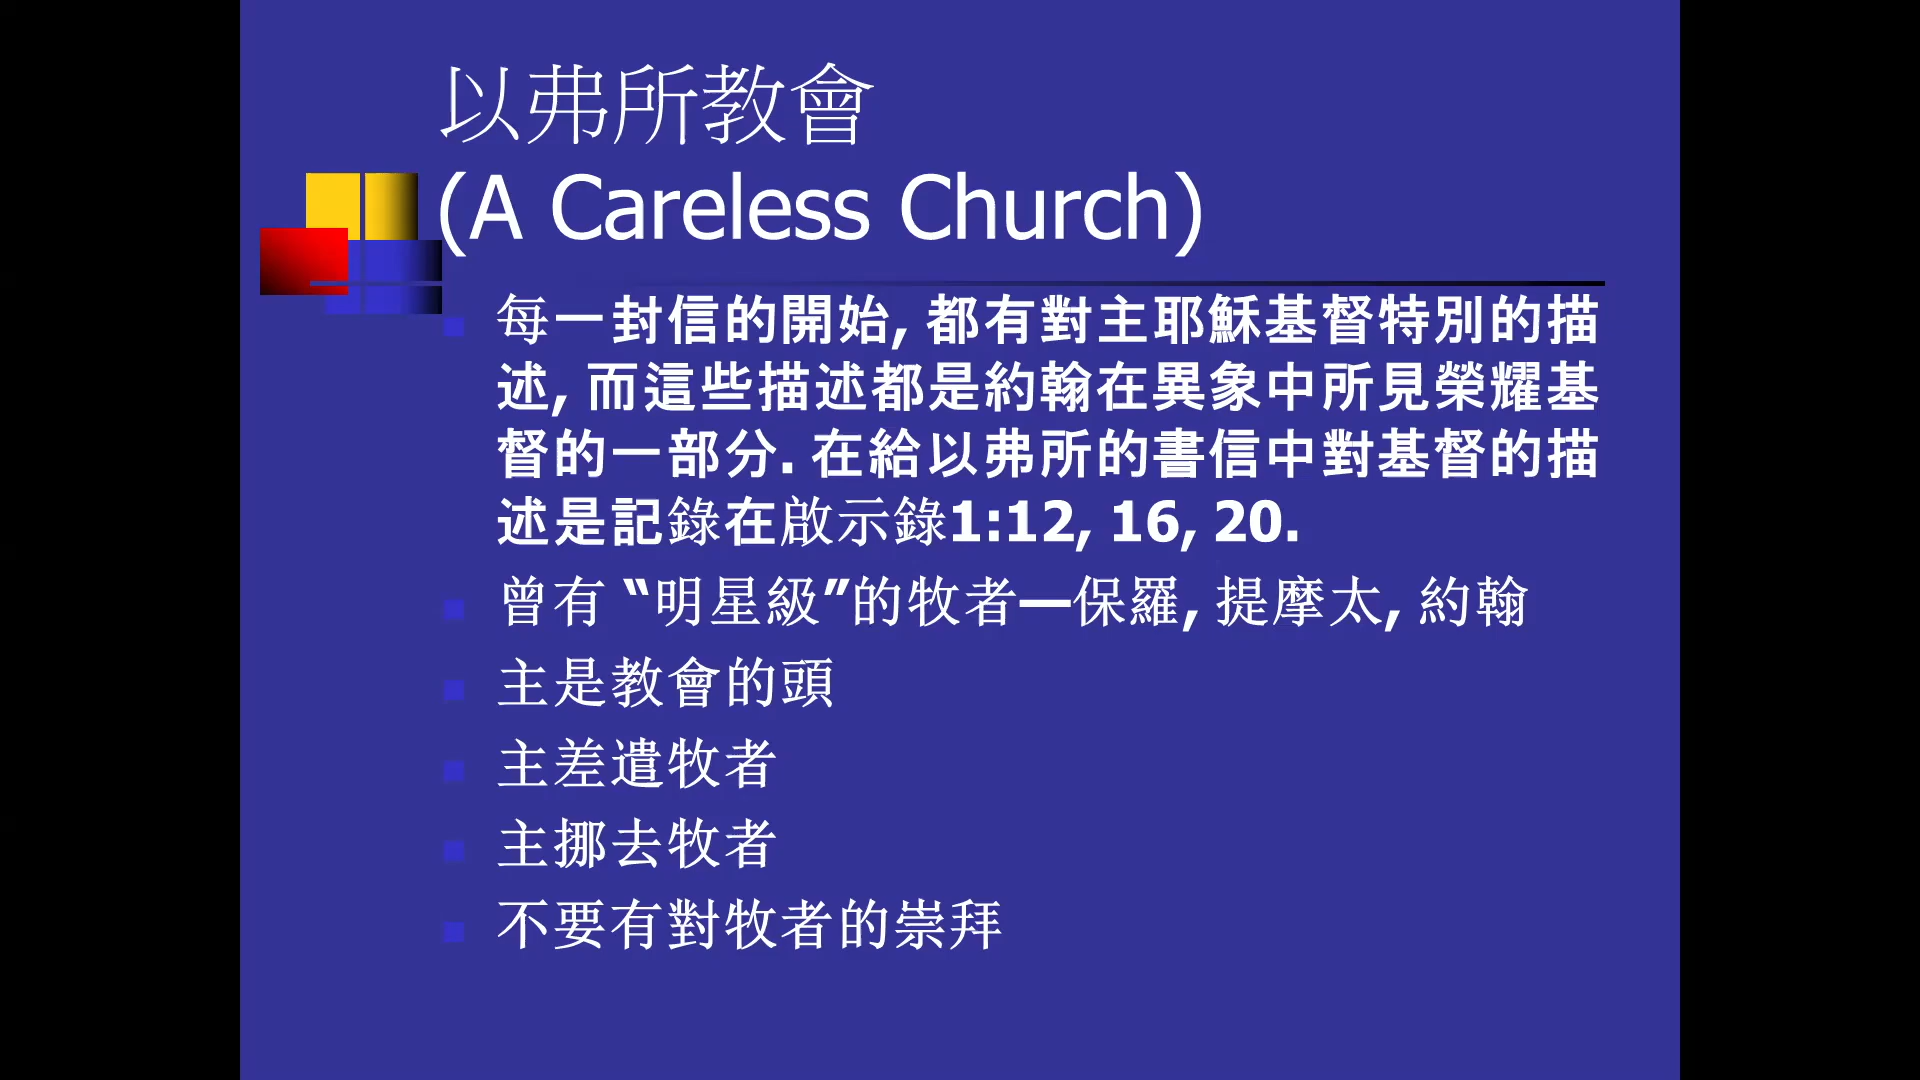 以弗所教會
(A Careless Church)
每一封信的開始, 都有對主耶穌基督特別的描
述, 而這些描述都是約翰在異象中所見榮耀基
督的一部分. 在給以弗所的書信中對基督的描
述是記錄在啟示錄1:12, 16, 20.
曾有 “明星級”的牧者—保羅, 提摩太, 約翰
主是教會的頭
主差遣牧者
主挪去牧者
不要有對牧者的崇拜